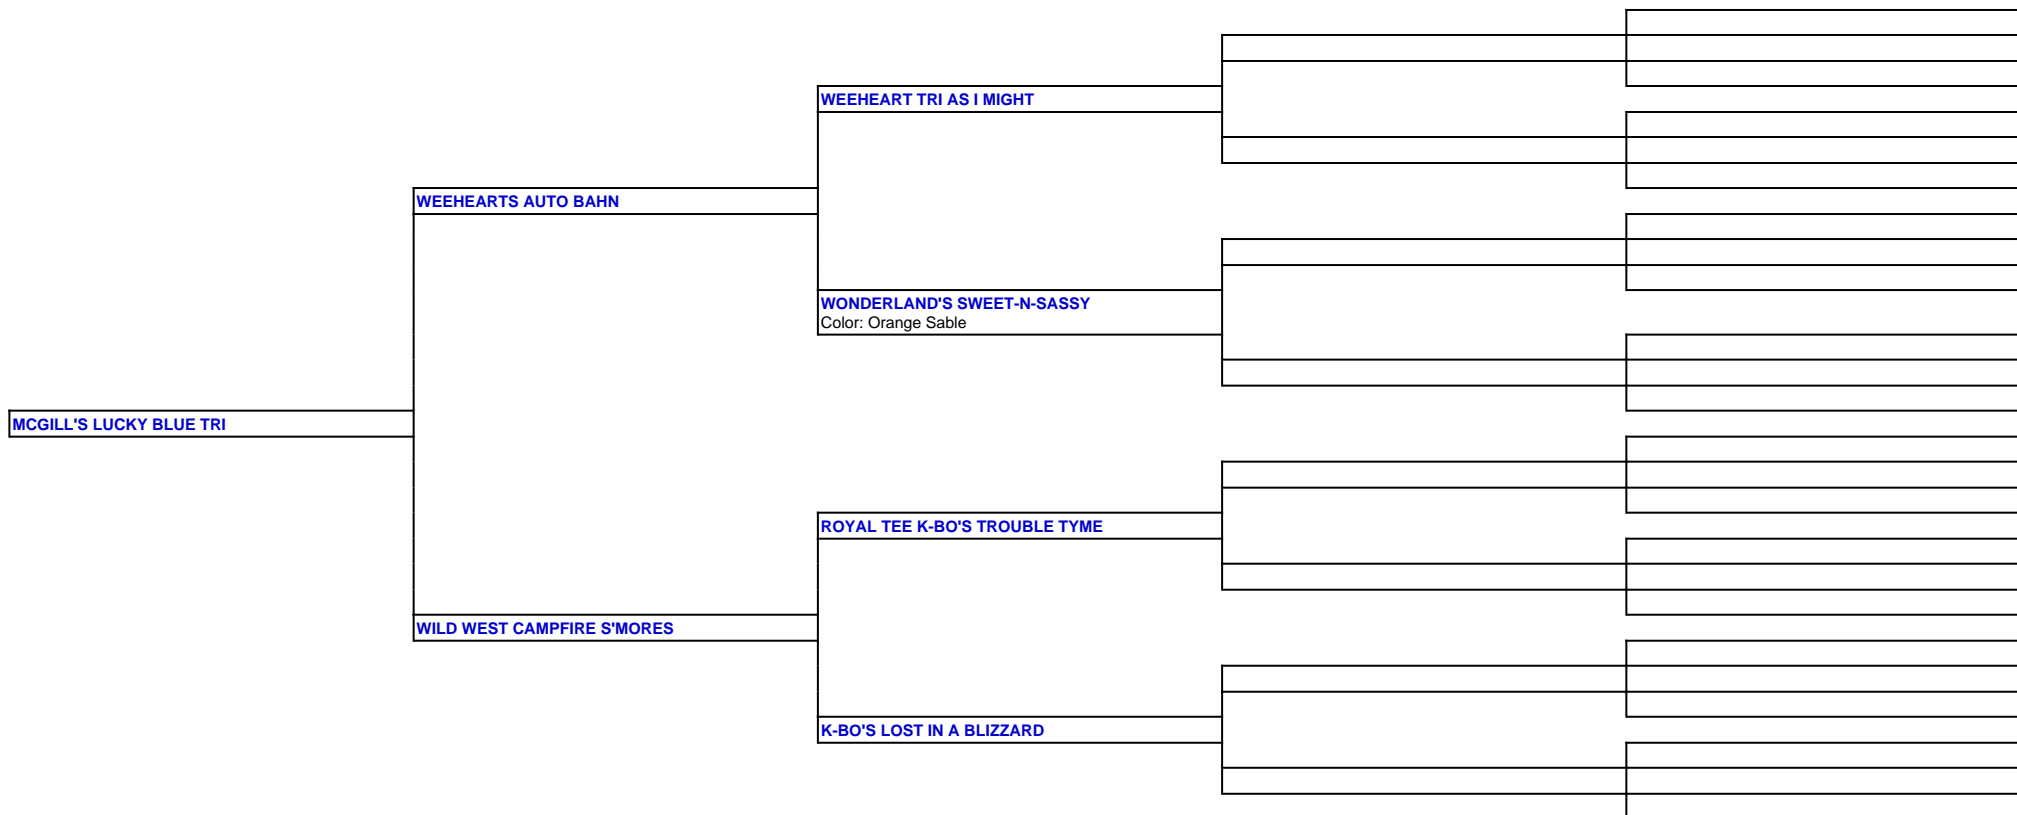 WEEHEART TRI AS I MIGHT
WEEHEARTS AUTO BAHN
WONDERLAND'S SWEET-N-SASSY
Color: Orange Sable
MCGILL'S LUCKY BLUE TRI
ROYAL TEE K-BO'S TROUBLE TYME
WILD WEST CAMPFIRE S'MORES
K-BO'S LOST IN A BLIZZARD